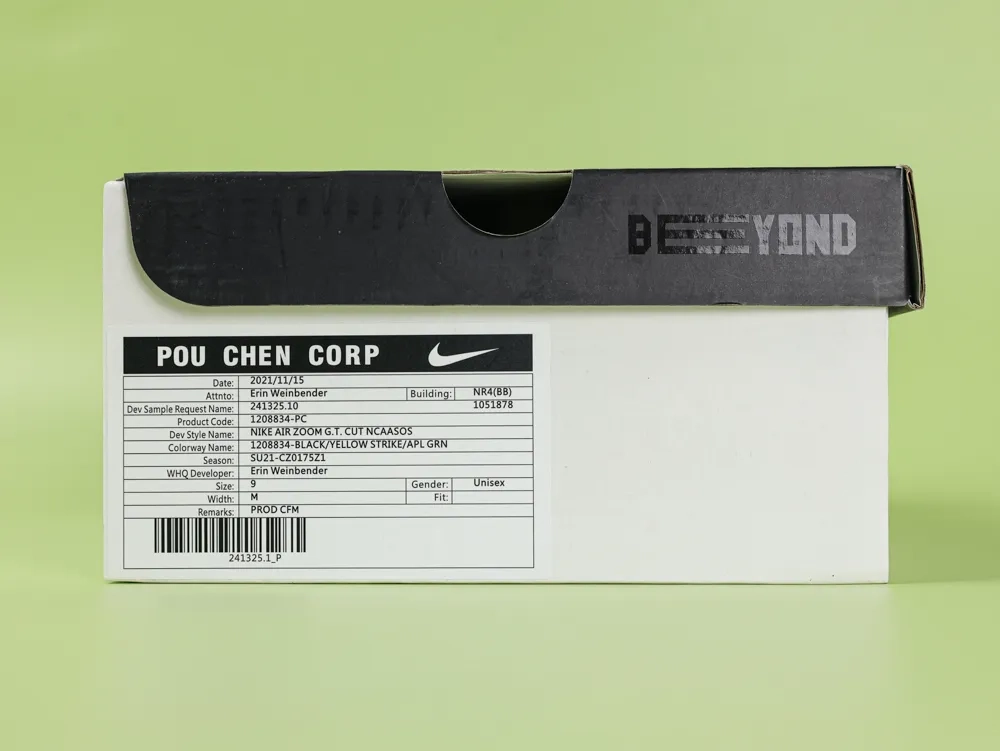 BEYOND
POU CHEN CORP
Date: 2021/11/15
Attnto: Erin Weinbender Building: NR4(BB)
Dev Sample Request Name: 241325.10 1051878
Product Code: 1208834-PC
Dev Style Name: NIKE AIR ZOOM G.T. CUT NCAASOS
Colorway Name: 1208834-BLACK/YELLOW STRIKE/APL GRN
Season: SU21-CZ0175Z1
WHQ Developer: Erin Weinbender
Size: 9 Gender: Unisex
Width: M Fit:
Remarks: PROD CFM
241325.1_P